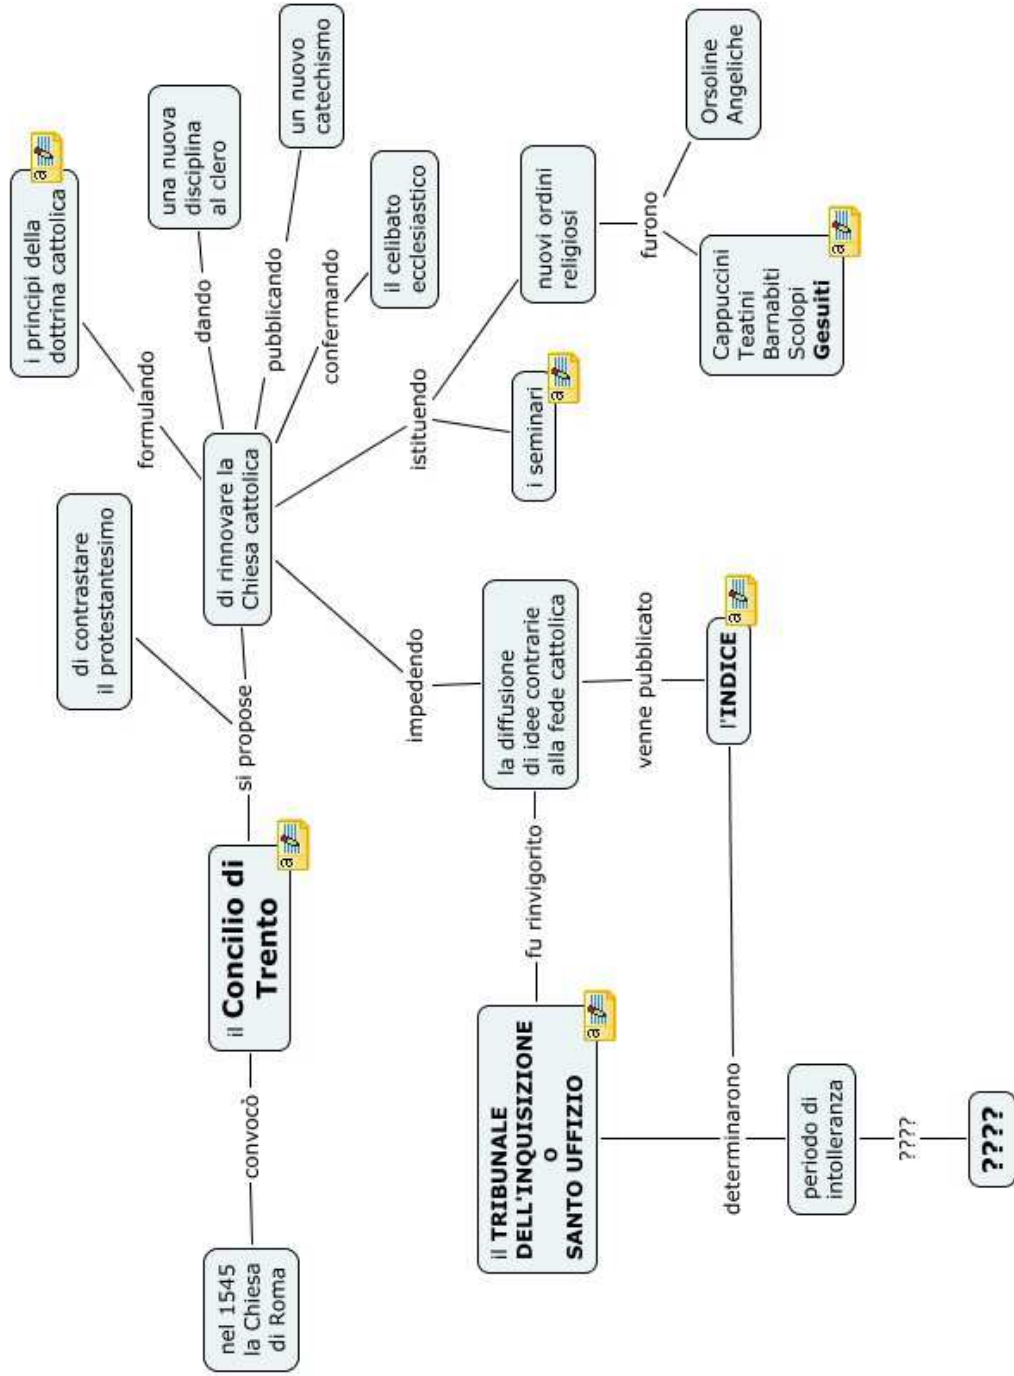 nel 1545
la Chiesa
di Roma
convocò
il Concilio di
Trento
a
si propose
di contrastare
il protestantesimo
di rinnovare la
Chiesa cattolica
formulando
i principi della
dottrina cattolica
a
dando
una nuova
disciplina
al clero
pubblicando
un nuovo
catechismo
confermando
il celibato
ecclesiastico
istituendo
i seminari
a
nuovi ordini
religiosi
furono
Cappuccini
Teatini
Barnabiti
Scolopi
Gesuiti
a
Orsoline
Angeliche
impedendo
la diffusione
di idee contrarie
alla fede cattolica
fu rinvigorito
il TRIBUNALE
DELL'INQUISIZIONE
O
SANTO UFFIZIO
a
venne pubblicato
l'INDICE
a
determinarono
periodo di
intolleranza
????
????